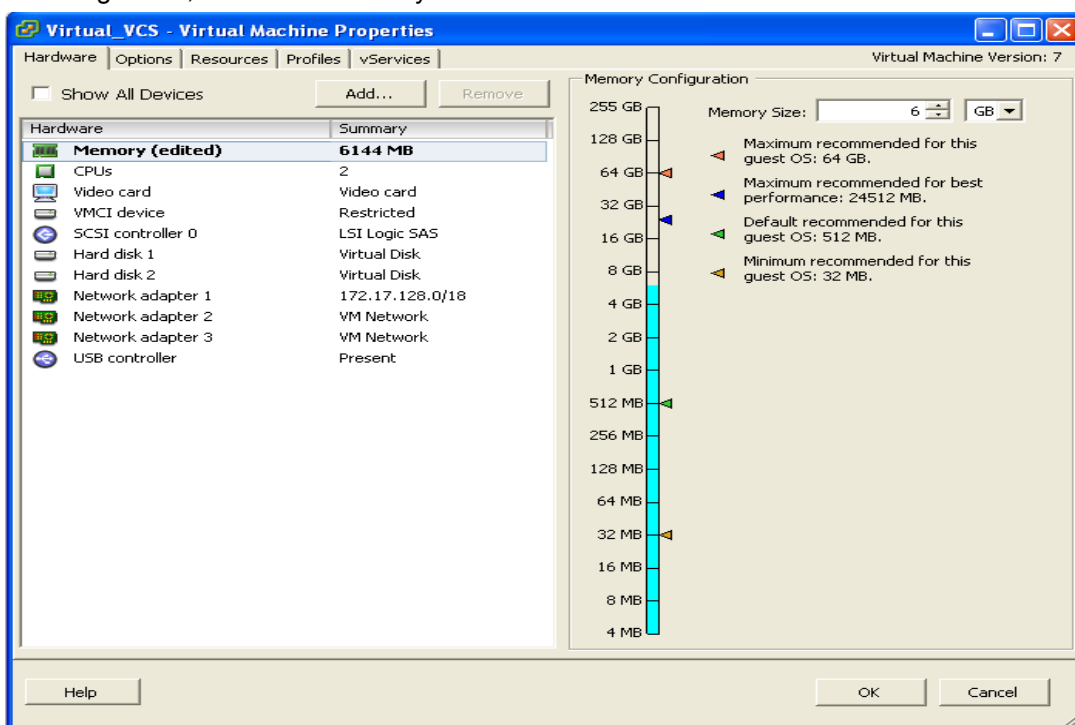 Virtual_VCS - Virtual Machine Properties
Hardware Options Resources Profiles vServices Virtual Machine Version: 7
Show All Devices Add... Remove
Hardware Summary
Memory (edited) 6144 MB
CPUs 2
Video card Video card
VMCI device Restricted
SCSI controller 0 LSI Logic SAS
Hard disk 1 Virtual Disk
Hard disk 2 Virtual Disk
Network adapter 1 172.17.128.0/18
Network adapter 2 VM Network
Network adapter 3 VM Network
USB controller Present
Memory Configuration
255 GB
128 GB
64 GB
32 GB
16 GB
8 GB
4 GB
2 GB
1 GB
512 MB
256 MB
128 MB
64 MB
32 MB
16 MB
8 MB
4 MB
Memory Size: 6 GB
Maximum recommended for this
guest OS: 64 GB.
Maximum recommended for best
performance: 24512 MB.
Default recommended for this
guest OS: 512 MB.
Minimum recommended for this
guest OS: 32 MB.
Help OK Cancel